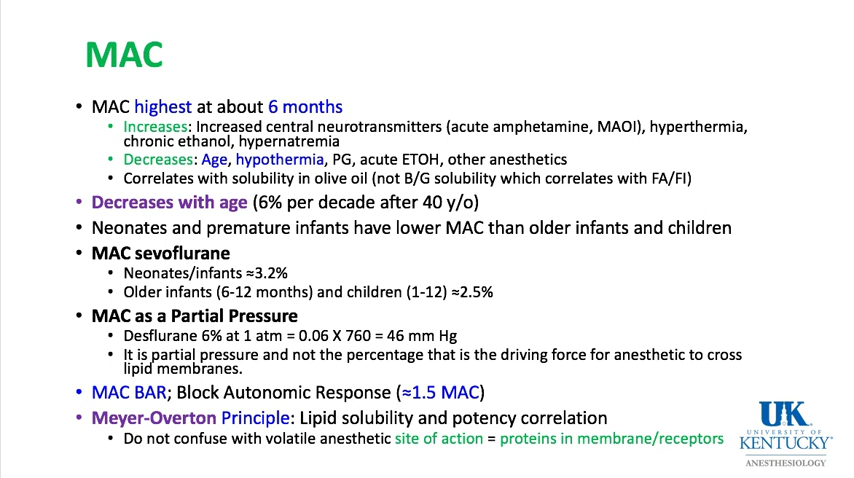 MAC
• MAC highest at about 6 months
• Increases: Increased central neurotransmitters (acute amphetamine, MAOI), hyperthermia,
chronic ethanol, hypernatremia
• Decreases: Age, hypothermia, PG, acute ETOH, other anesthetics
• Correlates with solubility in olive oil (not B/G solubility which correlates with FA/FI)
• Decreases with age (6% per decade after 40 y/o)
• Neonates and premature infants have lower MAC than older infants and children
• MAC sevoflurane
• Neonates/infants ≈3.2%
• Older infants (6-12 months) and children (1-12) ≈2.5%
• MAC as a Partial Pressure
• Desflurane 6% at 1 atm = 0.06 X 760 = 46 mm Hg
• It is partial pressure and not the percentage that is the driving force for anesthetic to cross
lipid membranes.
• MAC BAR; Block Autonomic Response (≈1.5 MAC)
• Meyer-Overton Principle: Lipid solubility and potency correlation
• Do not confuse with volatile anesthetic site of action = proteins in membrane/receptors
UK
UNIVERSITY OF
KENTUCKY®
ANESTHESIOLOGY